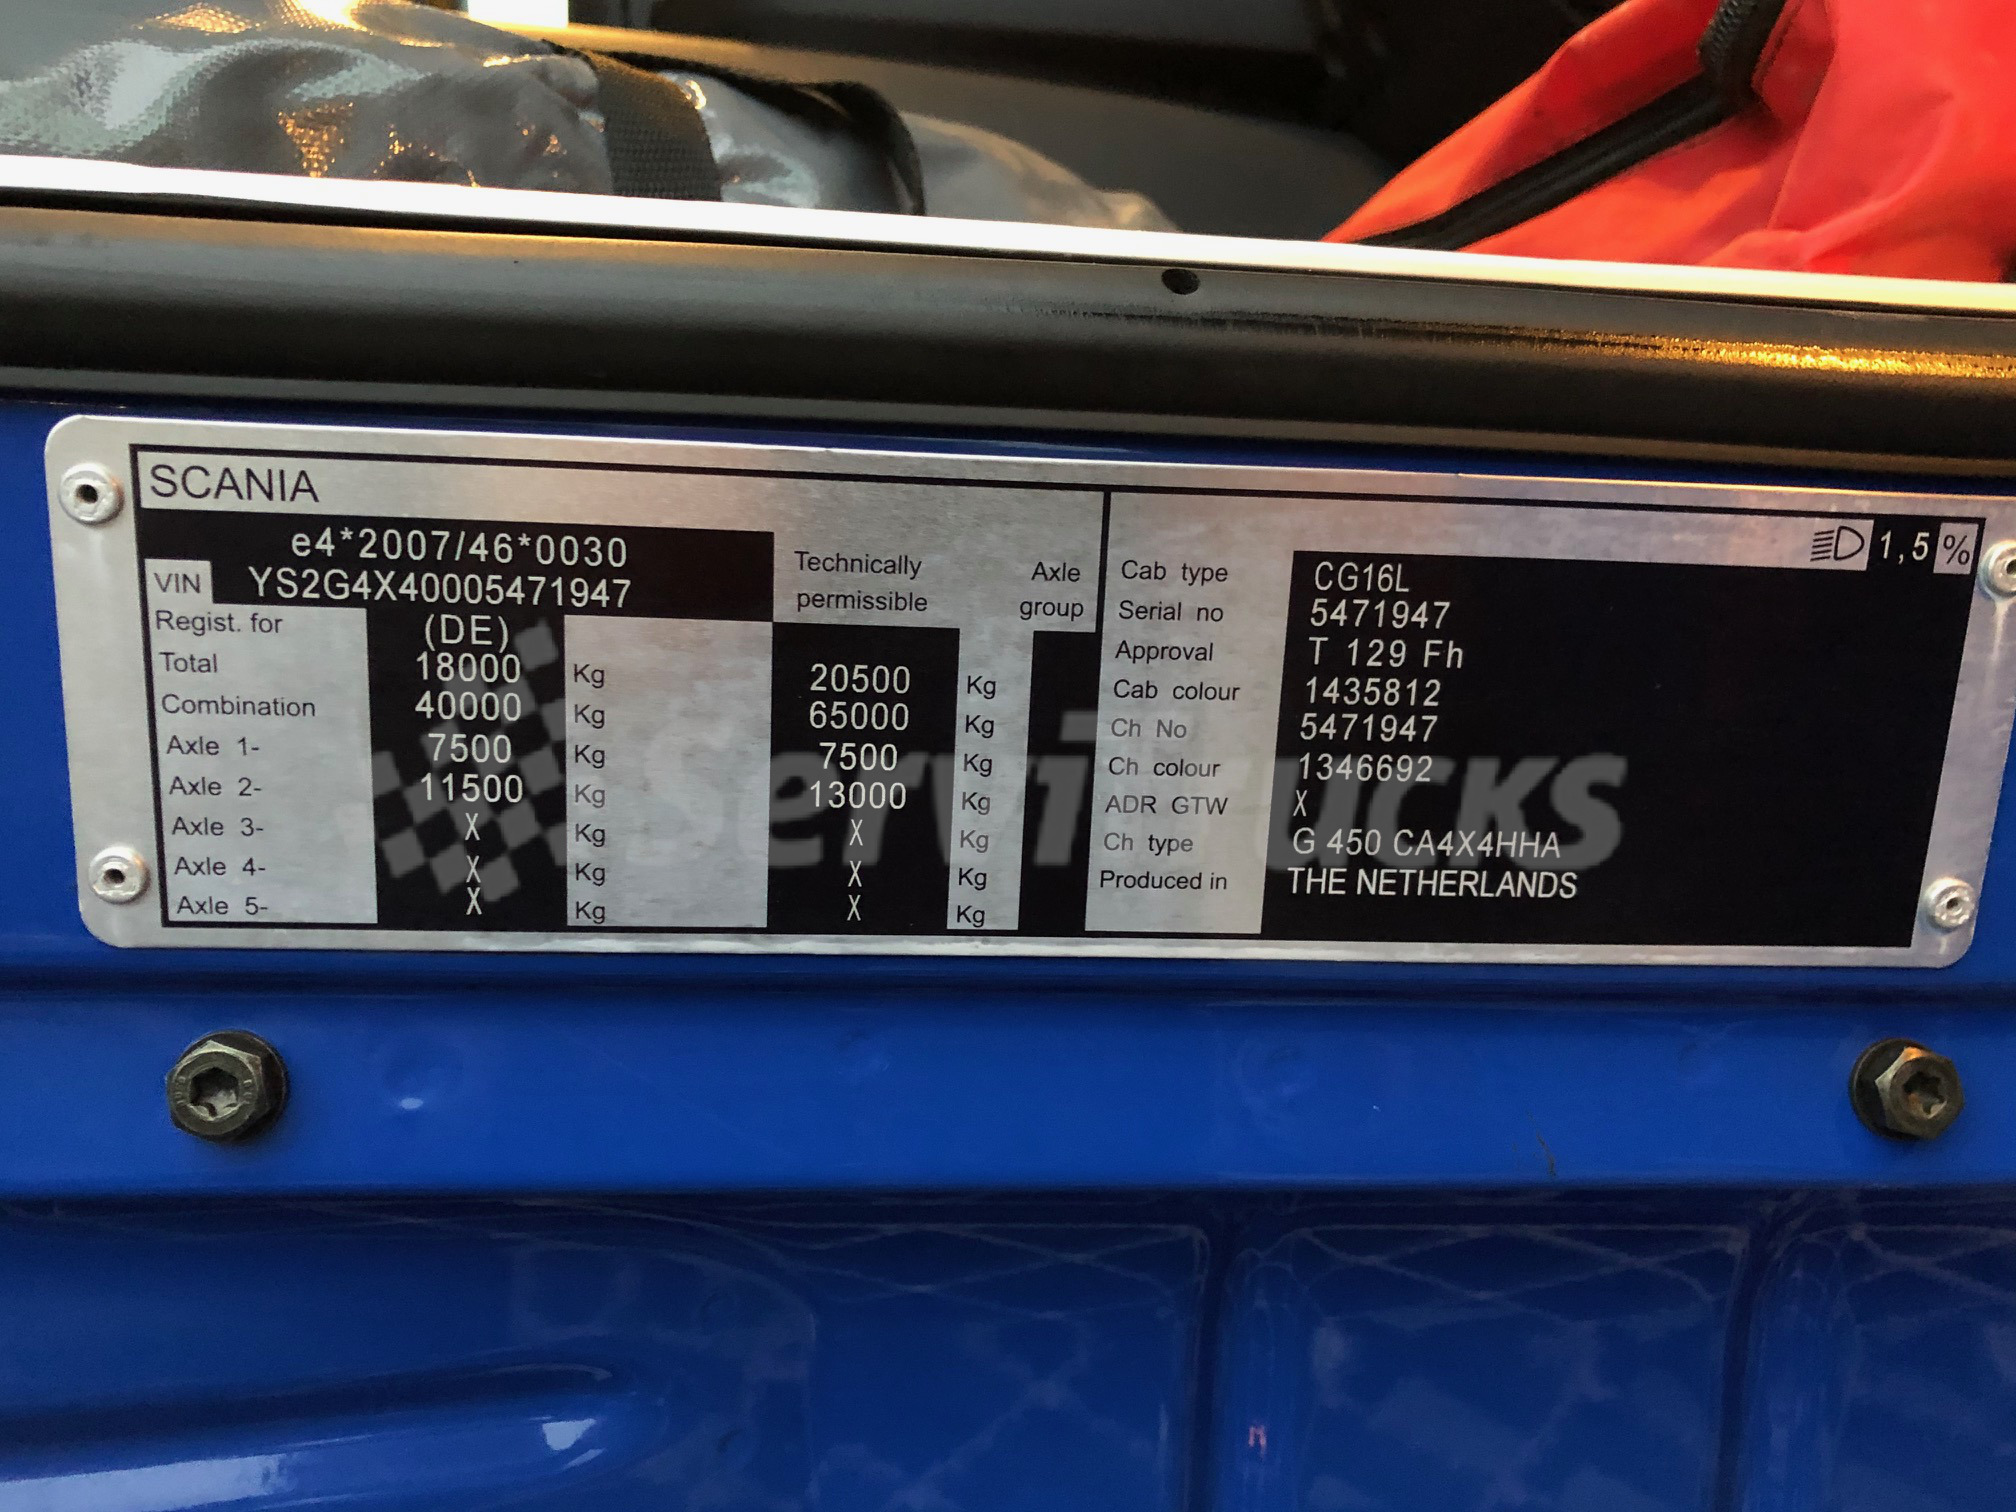 SCANIA
e4*2007/46*0030
VIN YS2G4X40005471947
Technically permissible
Axle group
Regist. for (DE)
Total 18000 Kg 20500 Kg
Combination 40000 Kg 65000 Kg
Axle 1- 7500 Kg 7500 Kg
Axle 2- 11500 Kg 13000 Kg
Axle 3- X Kg X Kg
Axle 4- X Kg X Kg
Axle 5- X Kg X Kg
1,5 %
Cab type CG16L
Serial no 5471947
Approval T 129 Fh
Cab colour 1435812
Ch No 5471947
Ch colour 1346692
ADR GTW X
Ch type G 450 CA4X4HHA
Produced in THE NETHERLANDS
ServiTrucks